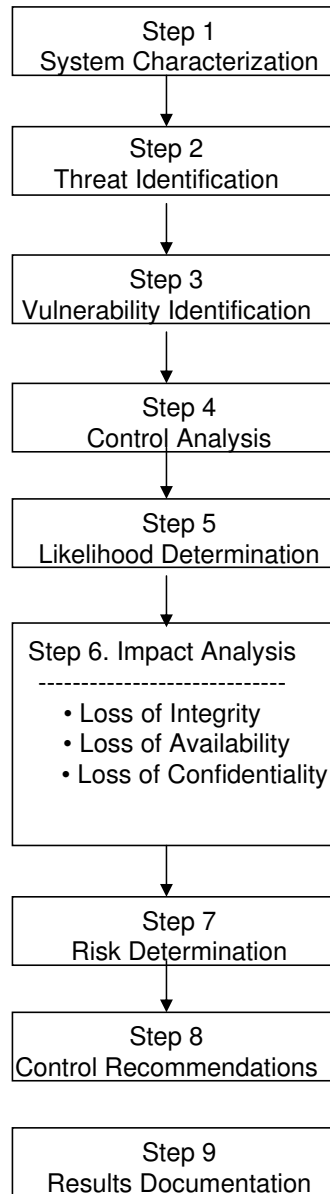 Step 1
System Characterization
Step 2
Threat Identification
Step 3
Vulnerability Identification
Step 4
Control Analysis
Step 5
Likelihood Determination
Step 6. Impact Analysis
------------------------------
• Loss of Integrity
• Loss of Availability
• Loss of Confidentiality
Step 7
Risk Determination
Step 8
Control Recommendations
Step 9
Results Documentation